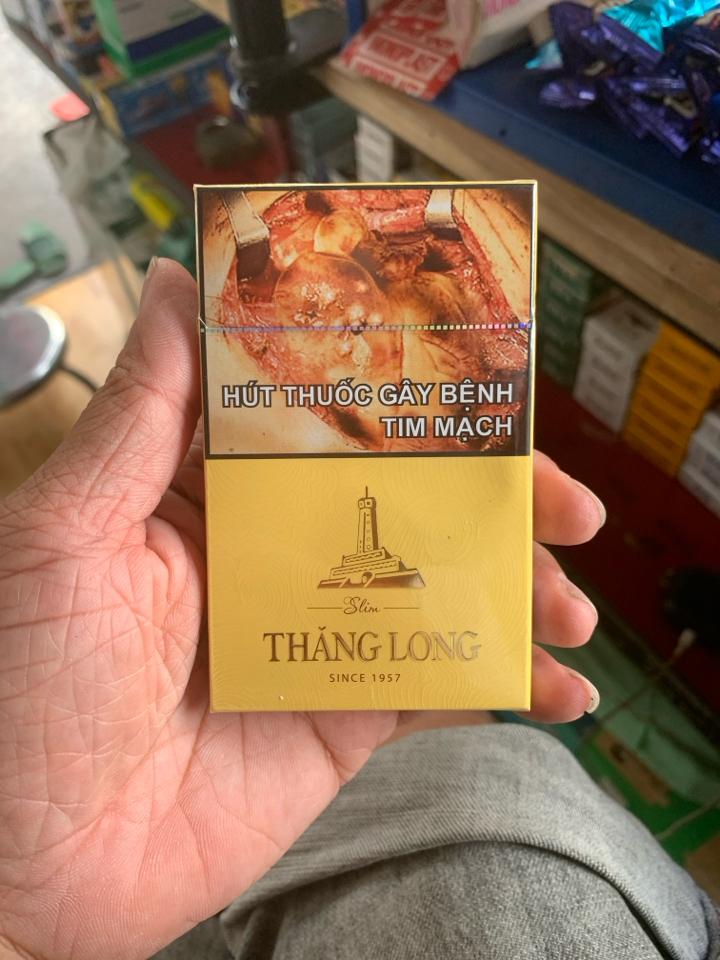 HÚT THUỐC GÂY BỆNH
TIM MẠCH
Slim
THĂNG LONG
SINCE 1957